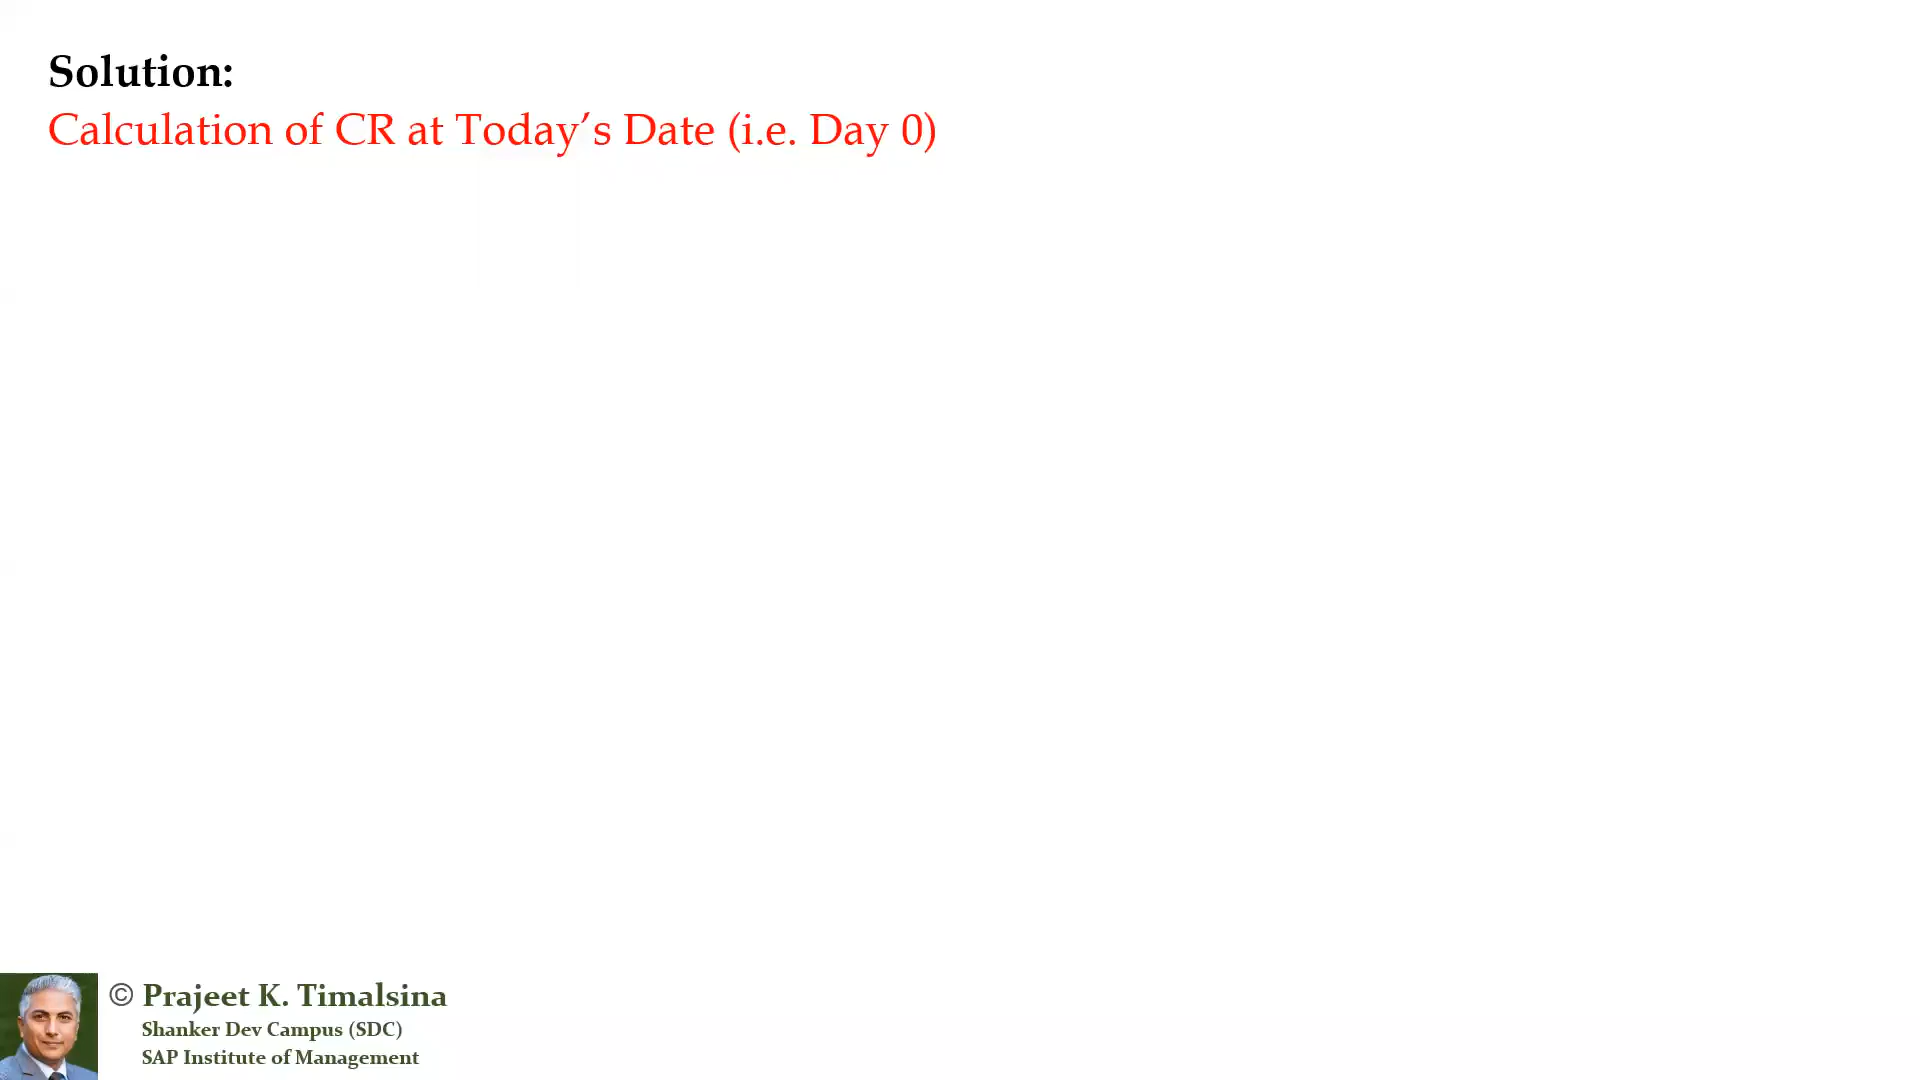 Solution:
Calculation of CR at Today’s Date (i.e. Day 0)
© Prajeet K. Timalsina
Shanker Dev Campus (SDC)
SAP Institute of Management